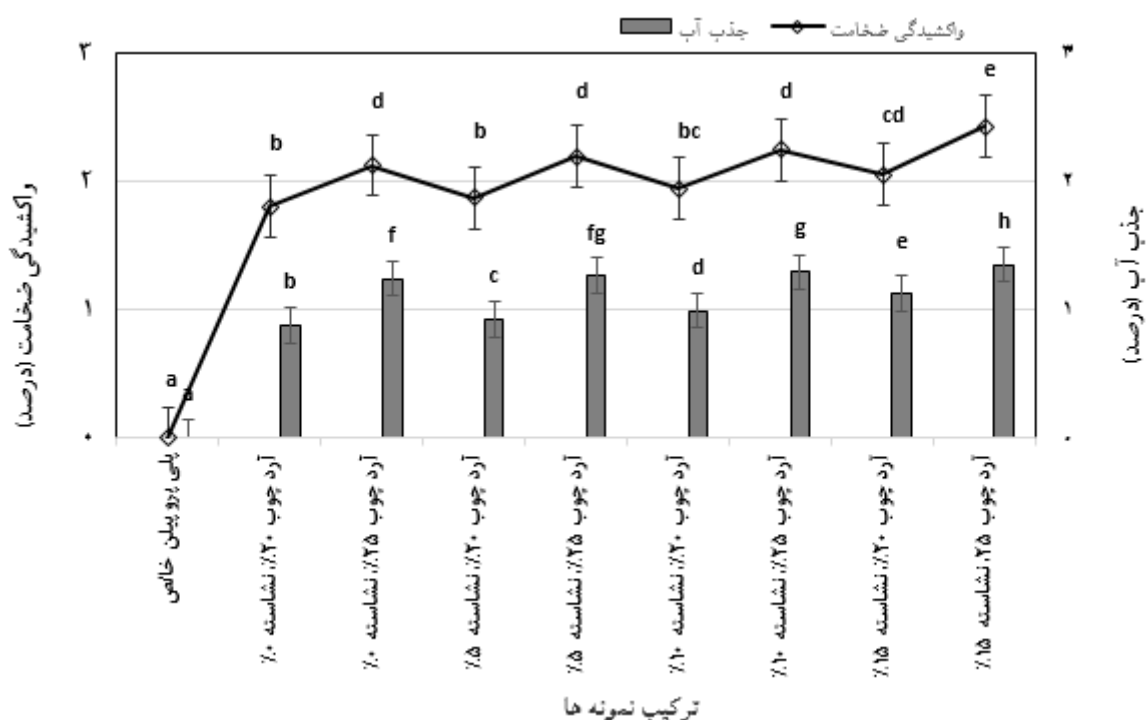 جذب آب
واکشیدگی ضخامت
۳
۲
۱
۰
واکشیدگی ضخامت (درصد)
۳
۲
۱
۰
جذب آب (درصد)
a
b
d
b
d
bc
d
cd
e
a
b
f
c
fg
d
g
e
h
پلی پروپیلن خالص
آرد چوب ۲۰٪، نشاسته ۰٪
آرد چوب ۲۵٪، نشاسته ۰٪
آرد چوب ۲۰٪، نشاسته ۵٪
آرد چوب ۲۵٪، نشاسته ۵٪
آرد چوب ۲۰٪، نشاسته ۱۰٪
آرد چوب ۲۵٪، نشاسته ۱۰٪
آرد چوب ۲۰٪، نشاسته ۱۵٪
آرد چوب ۲۵، نشاسته ۱۵٪
ترکیب نمونه ها